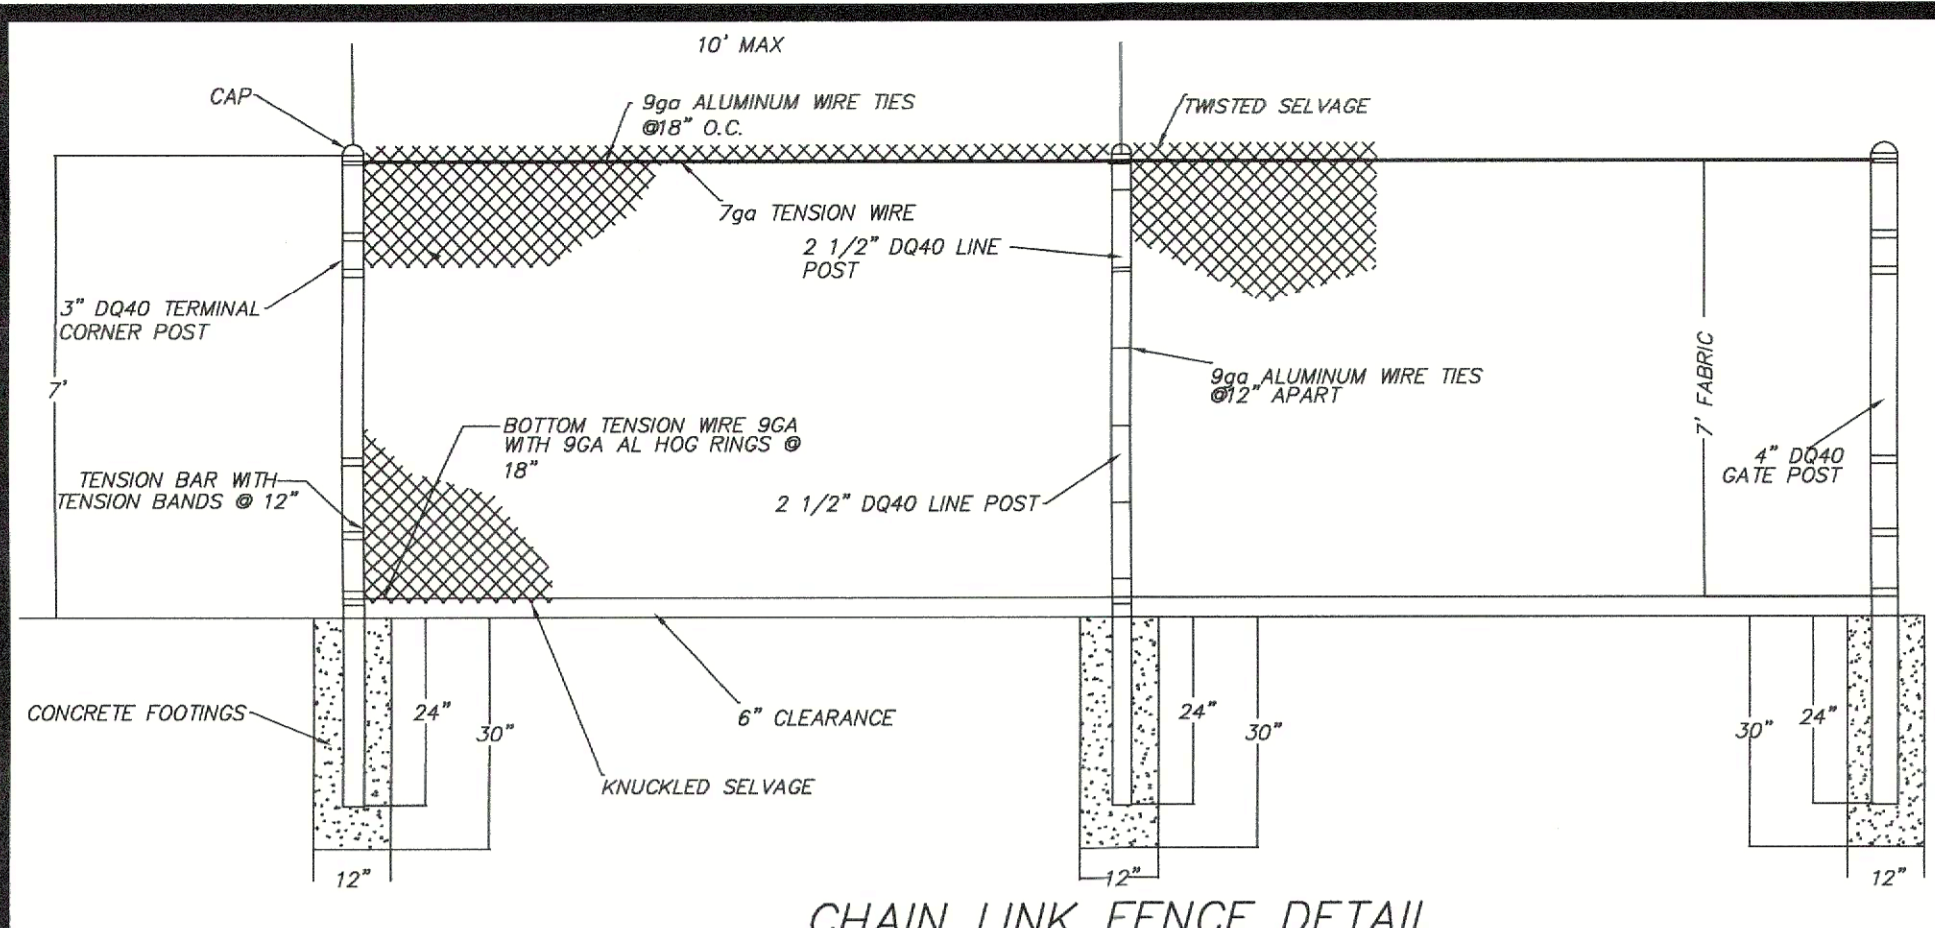 10' MAX
CAP
9ga ALUMINUM WIRE TIES
@18" O.C.
TWISTED SELVAGE
7ga TENSION WIRE
2 1/2" DQ40 LINE
POST
3" DQ40 TERMINAL
CORNER POST
7'
9ga ALUMINUM WIRE TIES
@12" APART
7' FABRIC
BOTTOM TENSION WIRE 9GA
WITH 9GA AL HOG RINGS @
18"
4" DQ40
GATE POST
TENSION BAR WITH
TENSION BANDS @ 12"
2 1/2" DQ40 LINE POST
CONCRETE FOOTINGS
24"
30"
6" CLEARANCE
24"
30"
30"
24"
KNUCKLED SELVAGE
12"
12"
12"
CHAIN LINK FENCE DETAIL